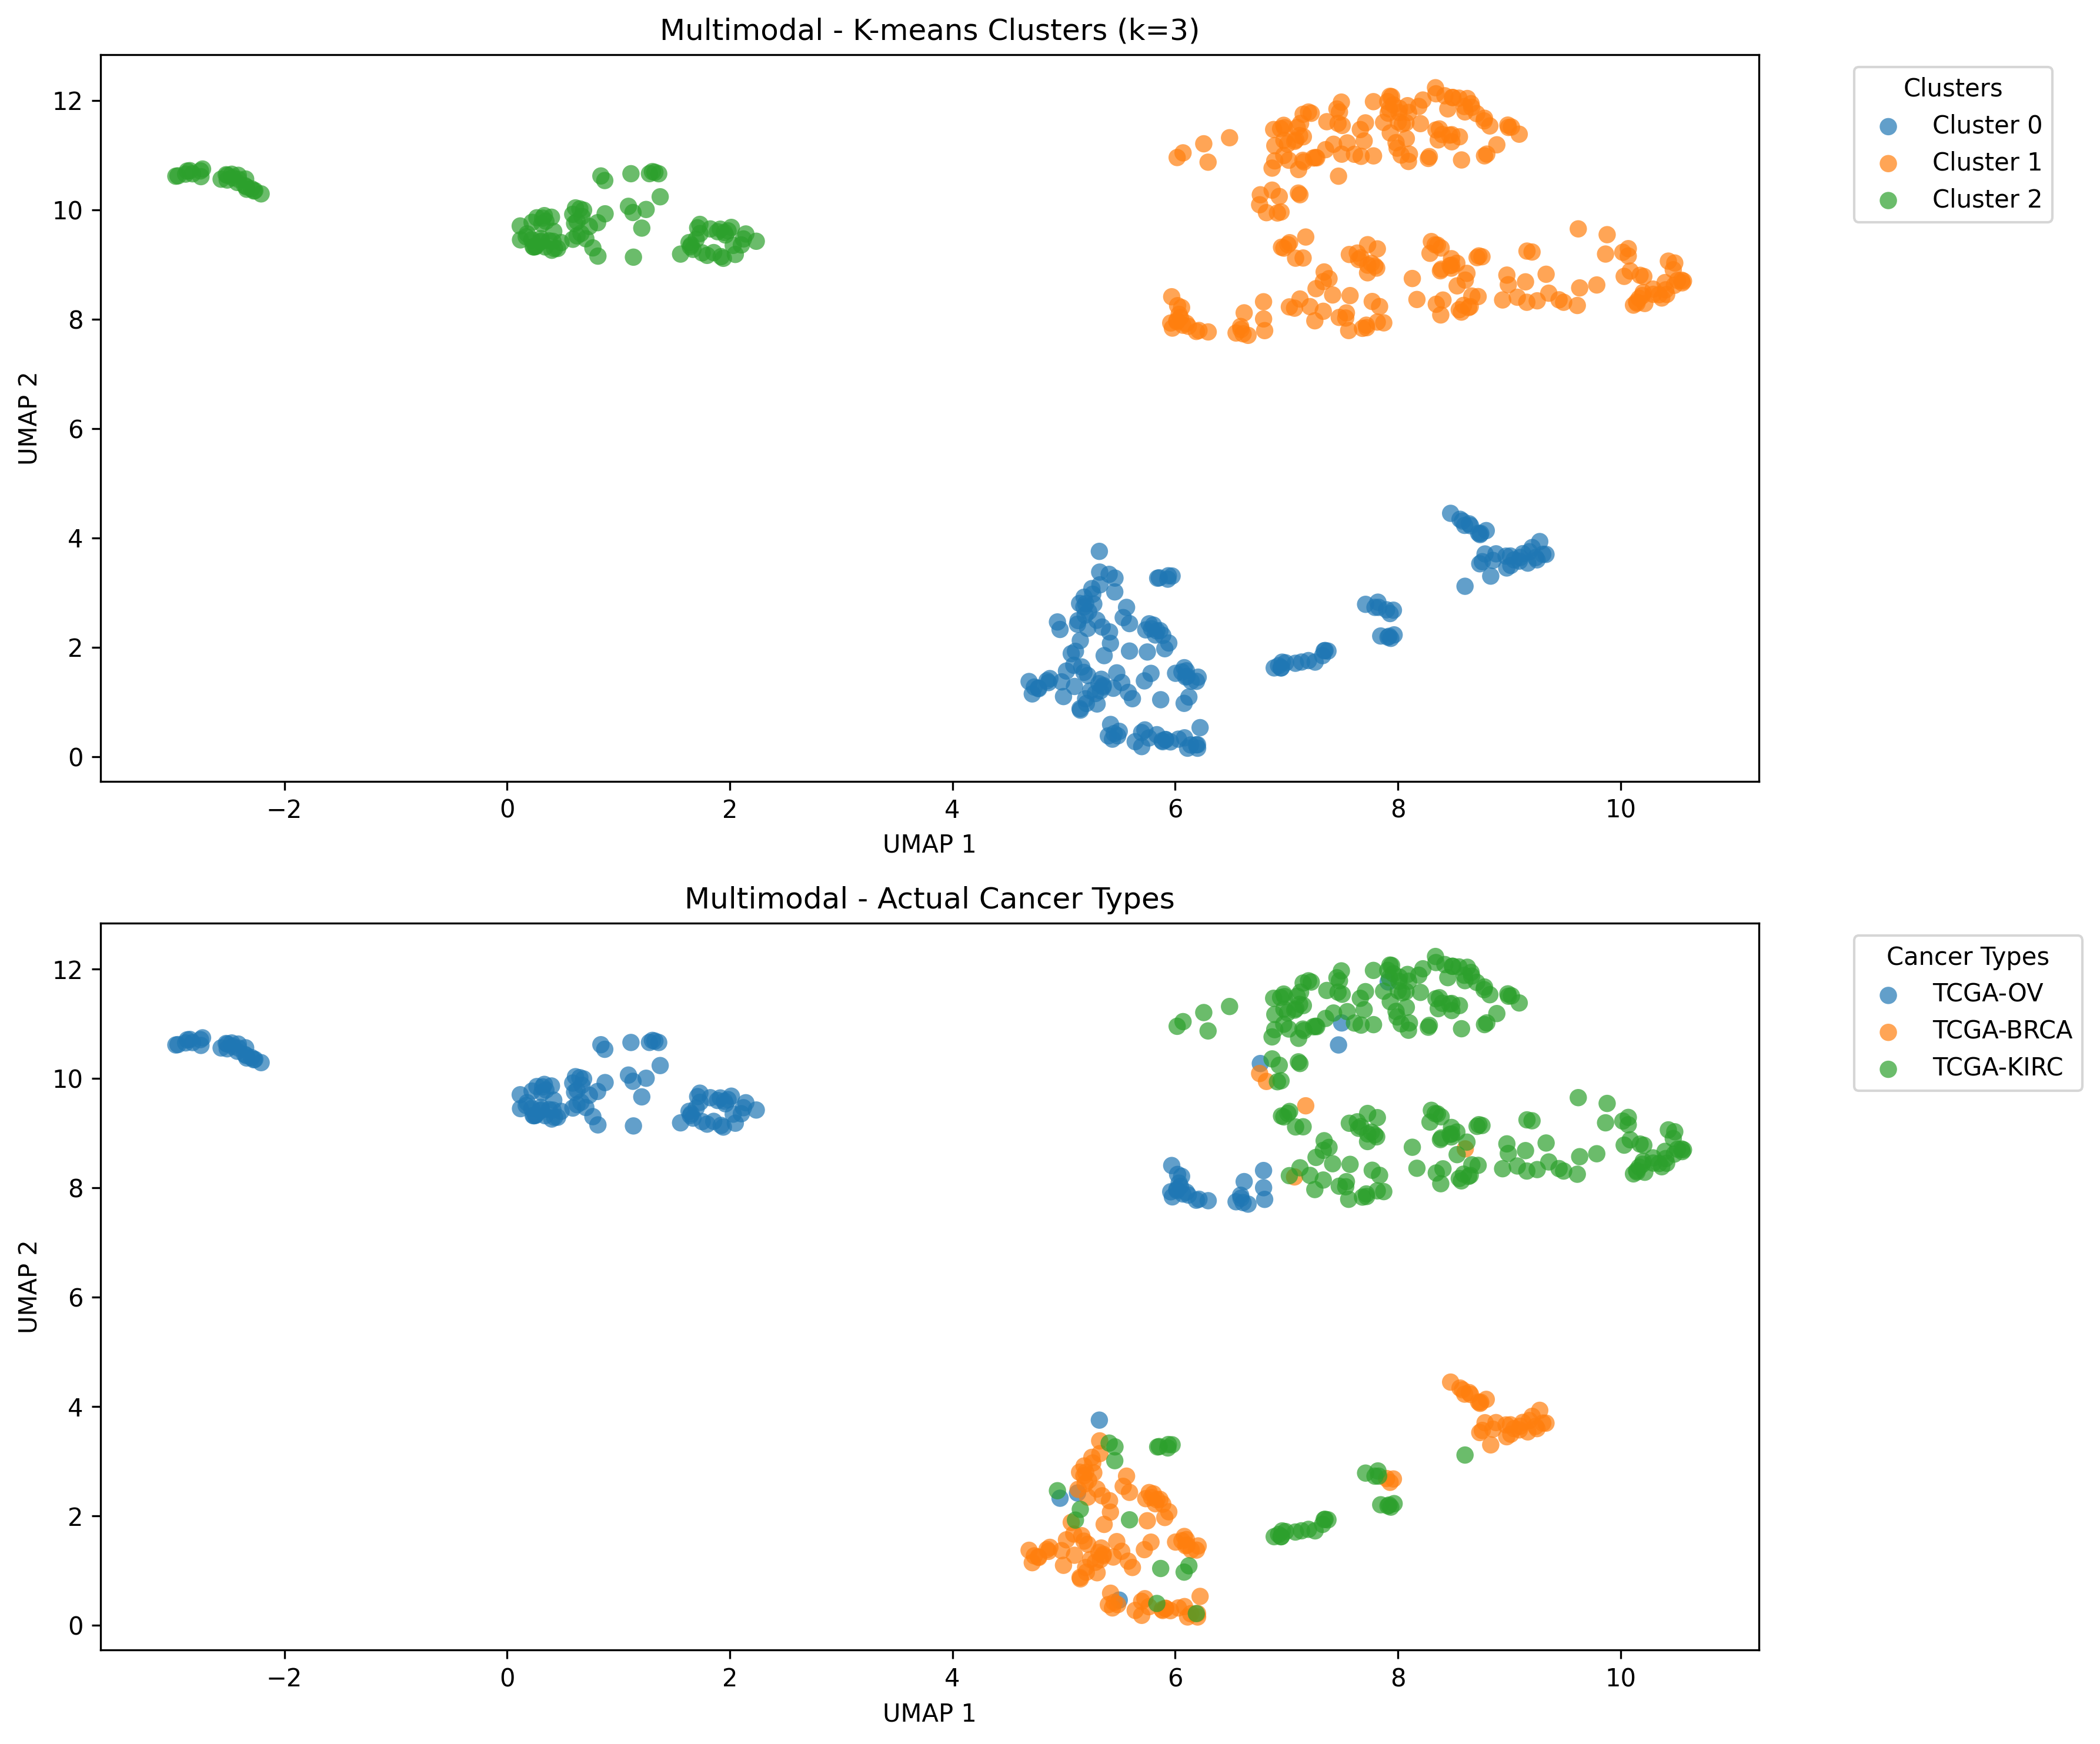 Multimodal - K-means Clusters (k=3)
Clusters
Cluster 0
Cluster 1
Cluster 2
12
10
8
6
4
2
0
UMAP 2
−2
0
2
4
6
8
10
UMAP 1
Multimodal - Actual Cancer Types
Cancer Types
TCGA-OV
TCGA-BRCA
TCGA-KIRC
12
10
8
6
4
2
0
UMAP 2
−2
0
2
4
6
8
10
UMAP 1